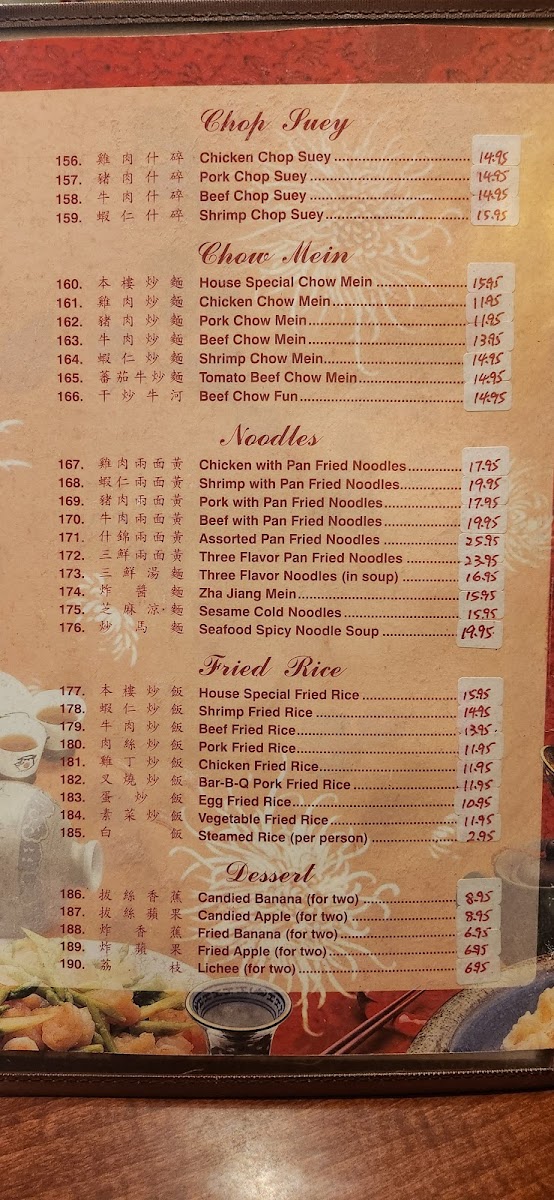 Chop Suey
156. 雞肉什碎 Chicken Chop Suey 14.95
157. 豬肉什碎 Pork Chop Suey 14.95
158. 牛肉什碎 Beef Chop Suey 14.95
159. 蝦仁什碎 Shrimp Chop Suey 15.95
Chow Mein
160. 本樓炒麵 House Special Chow Mein 15.95
161. 雞肉炒麵 Chicken Chow Mein 11.95
162. 豬肉炒麵 Pork Chow Mein 11.95
163. 牛肉炒麵 Beef Chow Mein 13.95
164. 蝦仁炒麵 Shrimp Chow Mein 14.95
165. 蕃茄牛炒麵 Tomato Beef Chow Mein 14.95
166. 干炒牛河 Beef Chow Fun 14.95
Noodles
167. 雞肉兩面黃 Chicken with Pan Fried Noodles 17.95
168. 蝦仁兩面黃 Shrimp with Pan Fried Noodles 19.95
169. 豬肉兩面黃 Pork with Pan Fried Noodles 17.95
170. 牛肉兩面黃 Beef with Pan Fried Noodles 19.95
171. 什錦兩面黃 Assorted Pan Fried Noodles 25.95
172. 三鮮兩面黃 Three Flavor Pan Fried Noodles 23.95
173. 三鮮湯麵 Three Flavor Noodles (in soup) 16.95
174. 炸醬麵 Zha Jiang Mein 15.95
175. 芝麻涼麵 Sesame Cold Noodles 15.95
176. 炒馬麵 Seafood Spicy Noodle Soup 19.95
Fried Rice
177. 本樓炒飯 House Special Fried Rice 15.95
178. 蝦仁炒飯 Shrimp Fried Rice 14.95
179. 牛肉炒飯 Beef Fried Rice 13.95
180. 肉絲炒飯 Pork Fried Rice 11.95
181. 雞丁炒飯 Chicken Fried Rice 11.95
182. 叉燒炒飯 Bar-B-Q Pork Fried Rice 11.95
183. 蛋炒飯 Egg Fried Rice 10.95
184. 素菜炒飯 Vegetable Fried Rice 11.95
185. 白飯 Steamed Rice (per person) 2.95
Dessert
186. 拔絲香蕉 Candied Banana (for two) 8.95
187. 拔絲蘋果 Candied Apple (for two) 8.95
188. 炸香蕉 Fried Banana (for two) 6.95
189. 炸蘋果 Fried Apple (for two) 6.95
190. 荔枝 Lichee (for two) 6.95